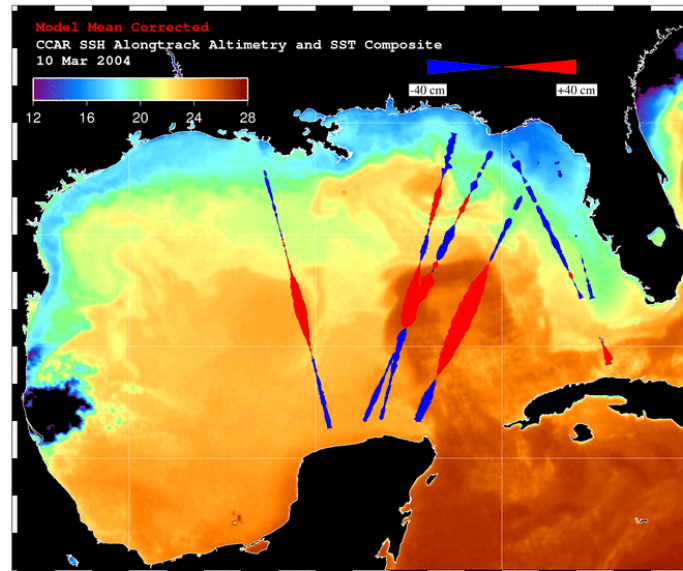 Model Mean Corrected
CCAR SSH Alongtrack Altimetry and SST Composite
10 Mar 2004
-40 cm +40 cm
12 16 20 24 28